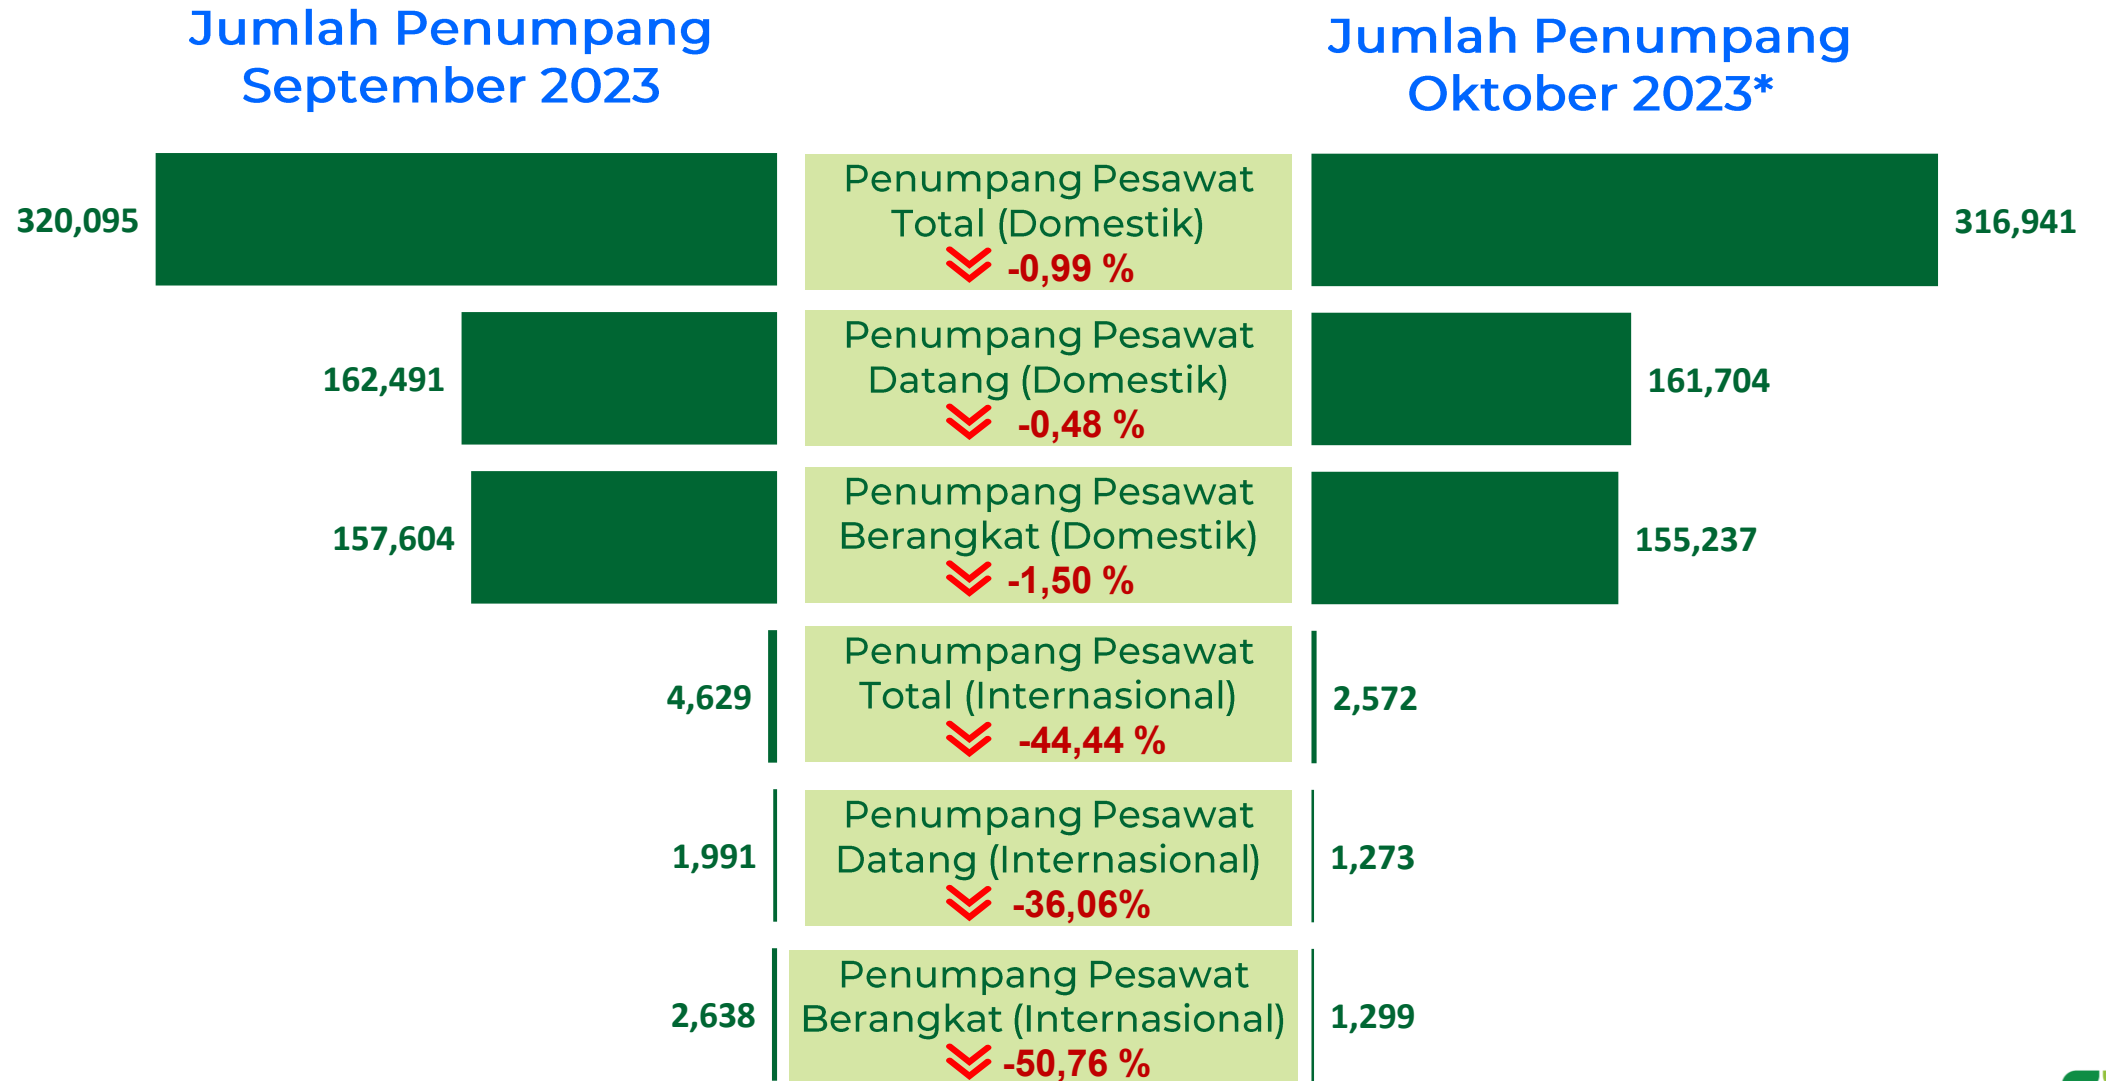 Jumlah Penumpang
September 2023
Jumlah Penumpang
Oktober 2023*
320,095
Penumpang Pesawat
Total (Domestik)
-0,99 %
316,941
162,491
Penumpang Pesawat
Datang (Domestik)
-0,48 %
161,704
157,604
Penumpang Pesawat
Berangkat (Domestik)
-1,50 %
155,237
4,629
Penumpang Pesawat
Total (Internasional)
-44,44 %
2,572
1,991
Penumpang Pesawat
Datang (Internasional)
-36,06%
1,273
2,638
Penumpang Pesawat
Berangkat (Internasional)
-50,76 %
1,299